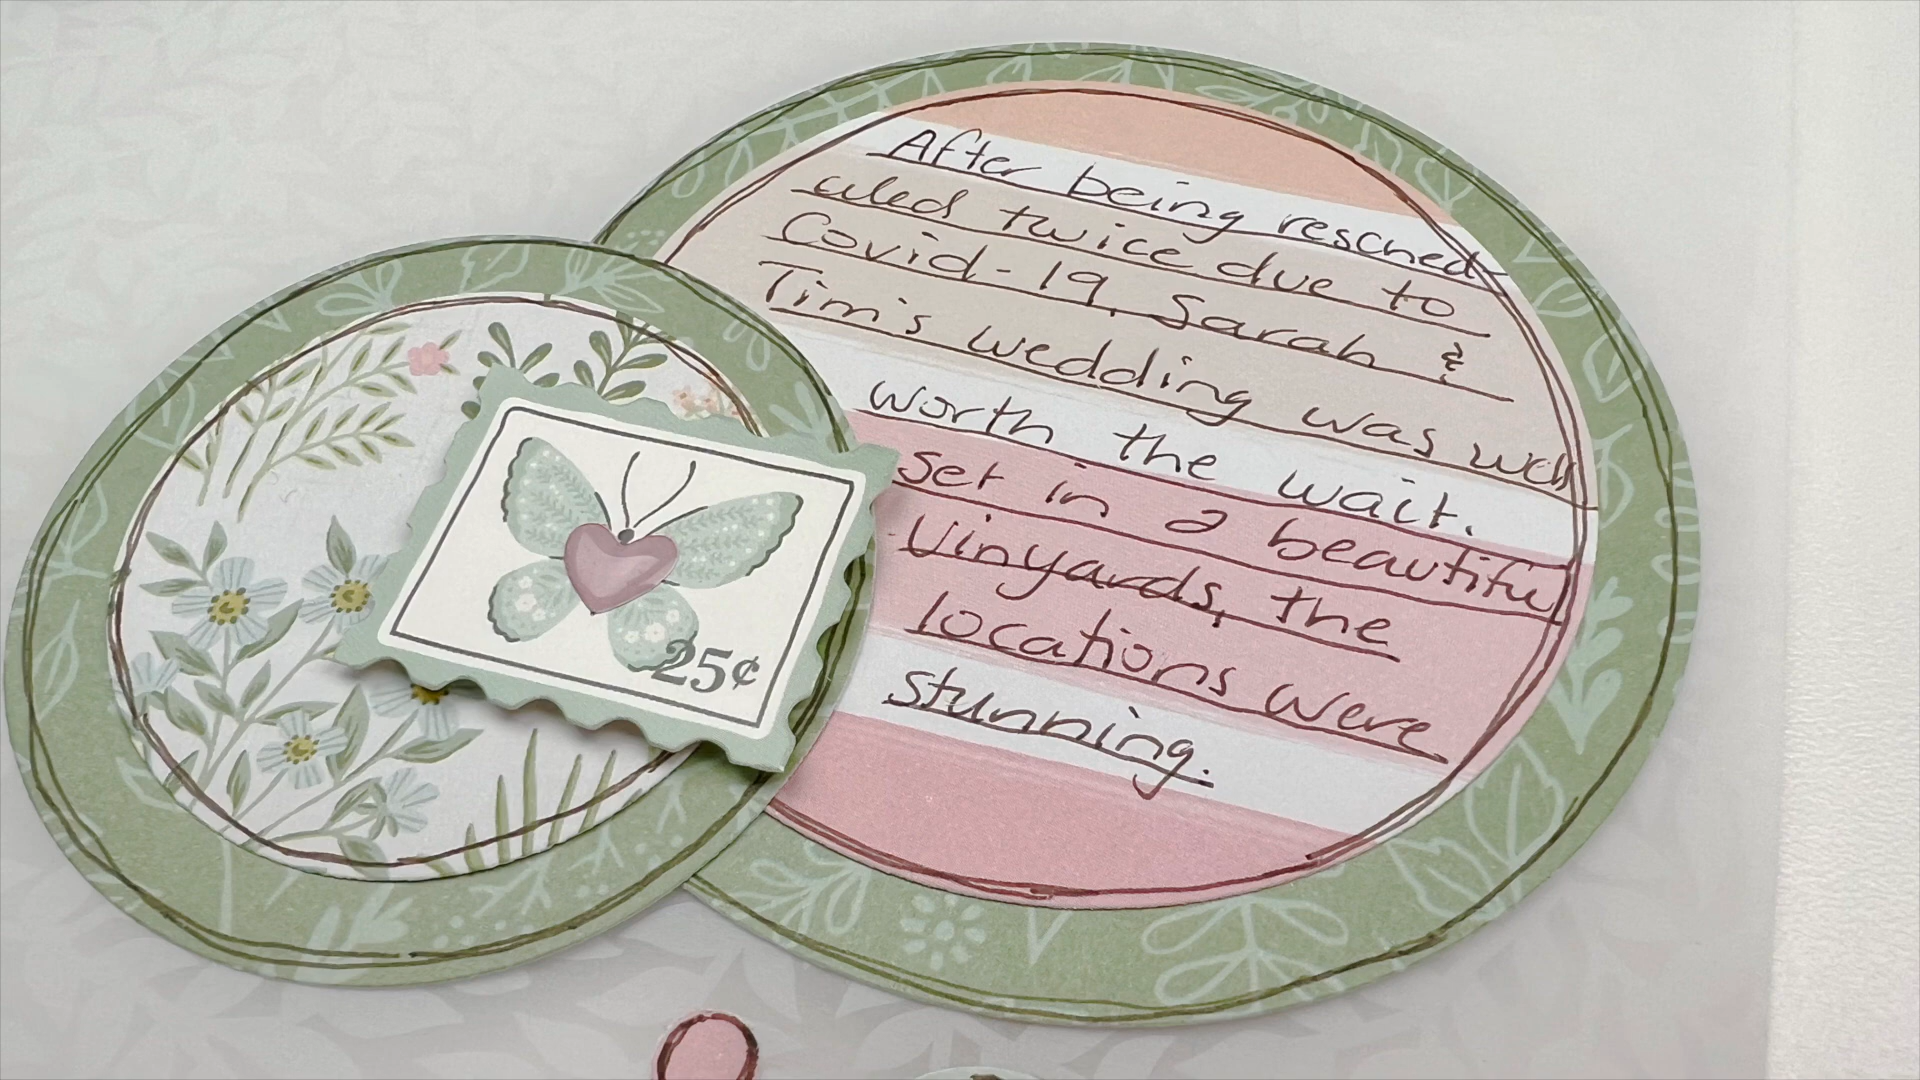 After being resched-
uled twice due to
Covid-19, Sarah &
Tim's wedding was well
worth the wait.
set in a beautiful
Vinyards, the
locations were
stunning.
25¢